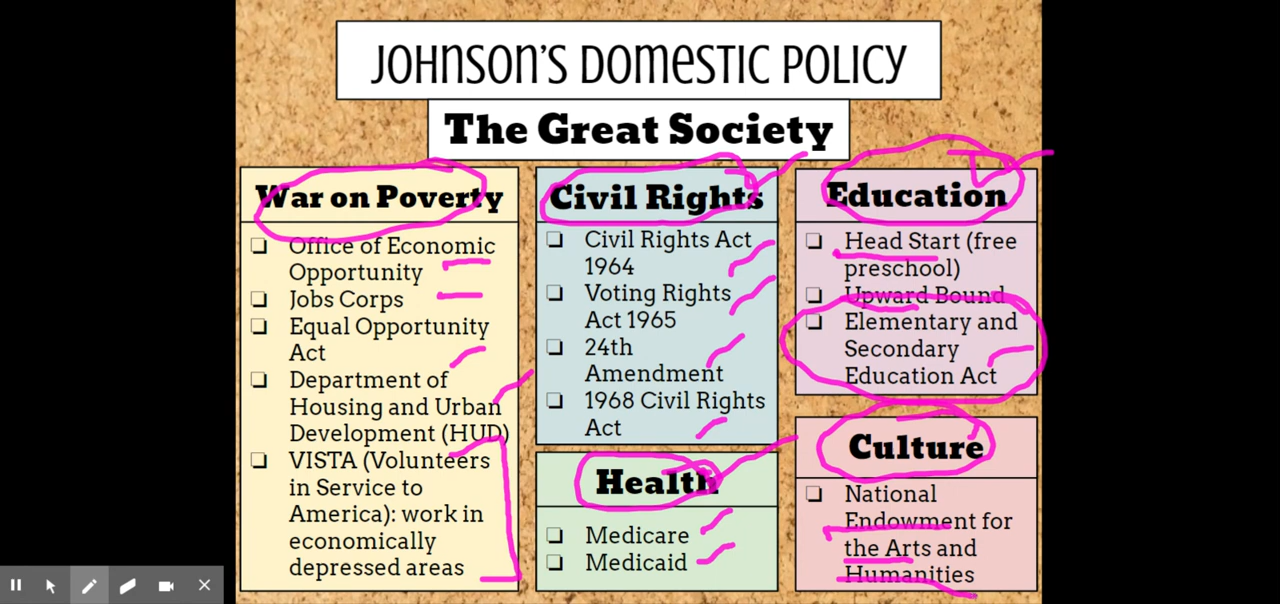 JOHNSON'S DOMESTIC POLICY
The Great Society
War on Poverty
Office of Economic
Opportunity
Jobs Corps
Equal Opportunity
Act
Department of
Housing and Urban
Development (HUD)
VISTA (Volunteers
in Service to
America): work in
economically
depressed areas
Civil Rights
Civil Rights Act
1964
Voting Rights
Act 1965
24th
Amendment
1968 Civil Rights
Act
Health
Medicare
Medicaid
Education
Head Start (free
preschool)
Upward Bound
Elementary and
Secondary
Education Act
Culture
National
Endowment for
the Arts and
Humanities